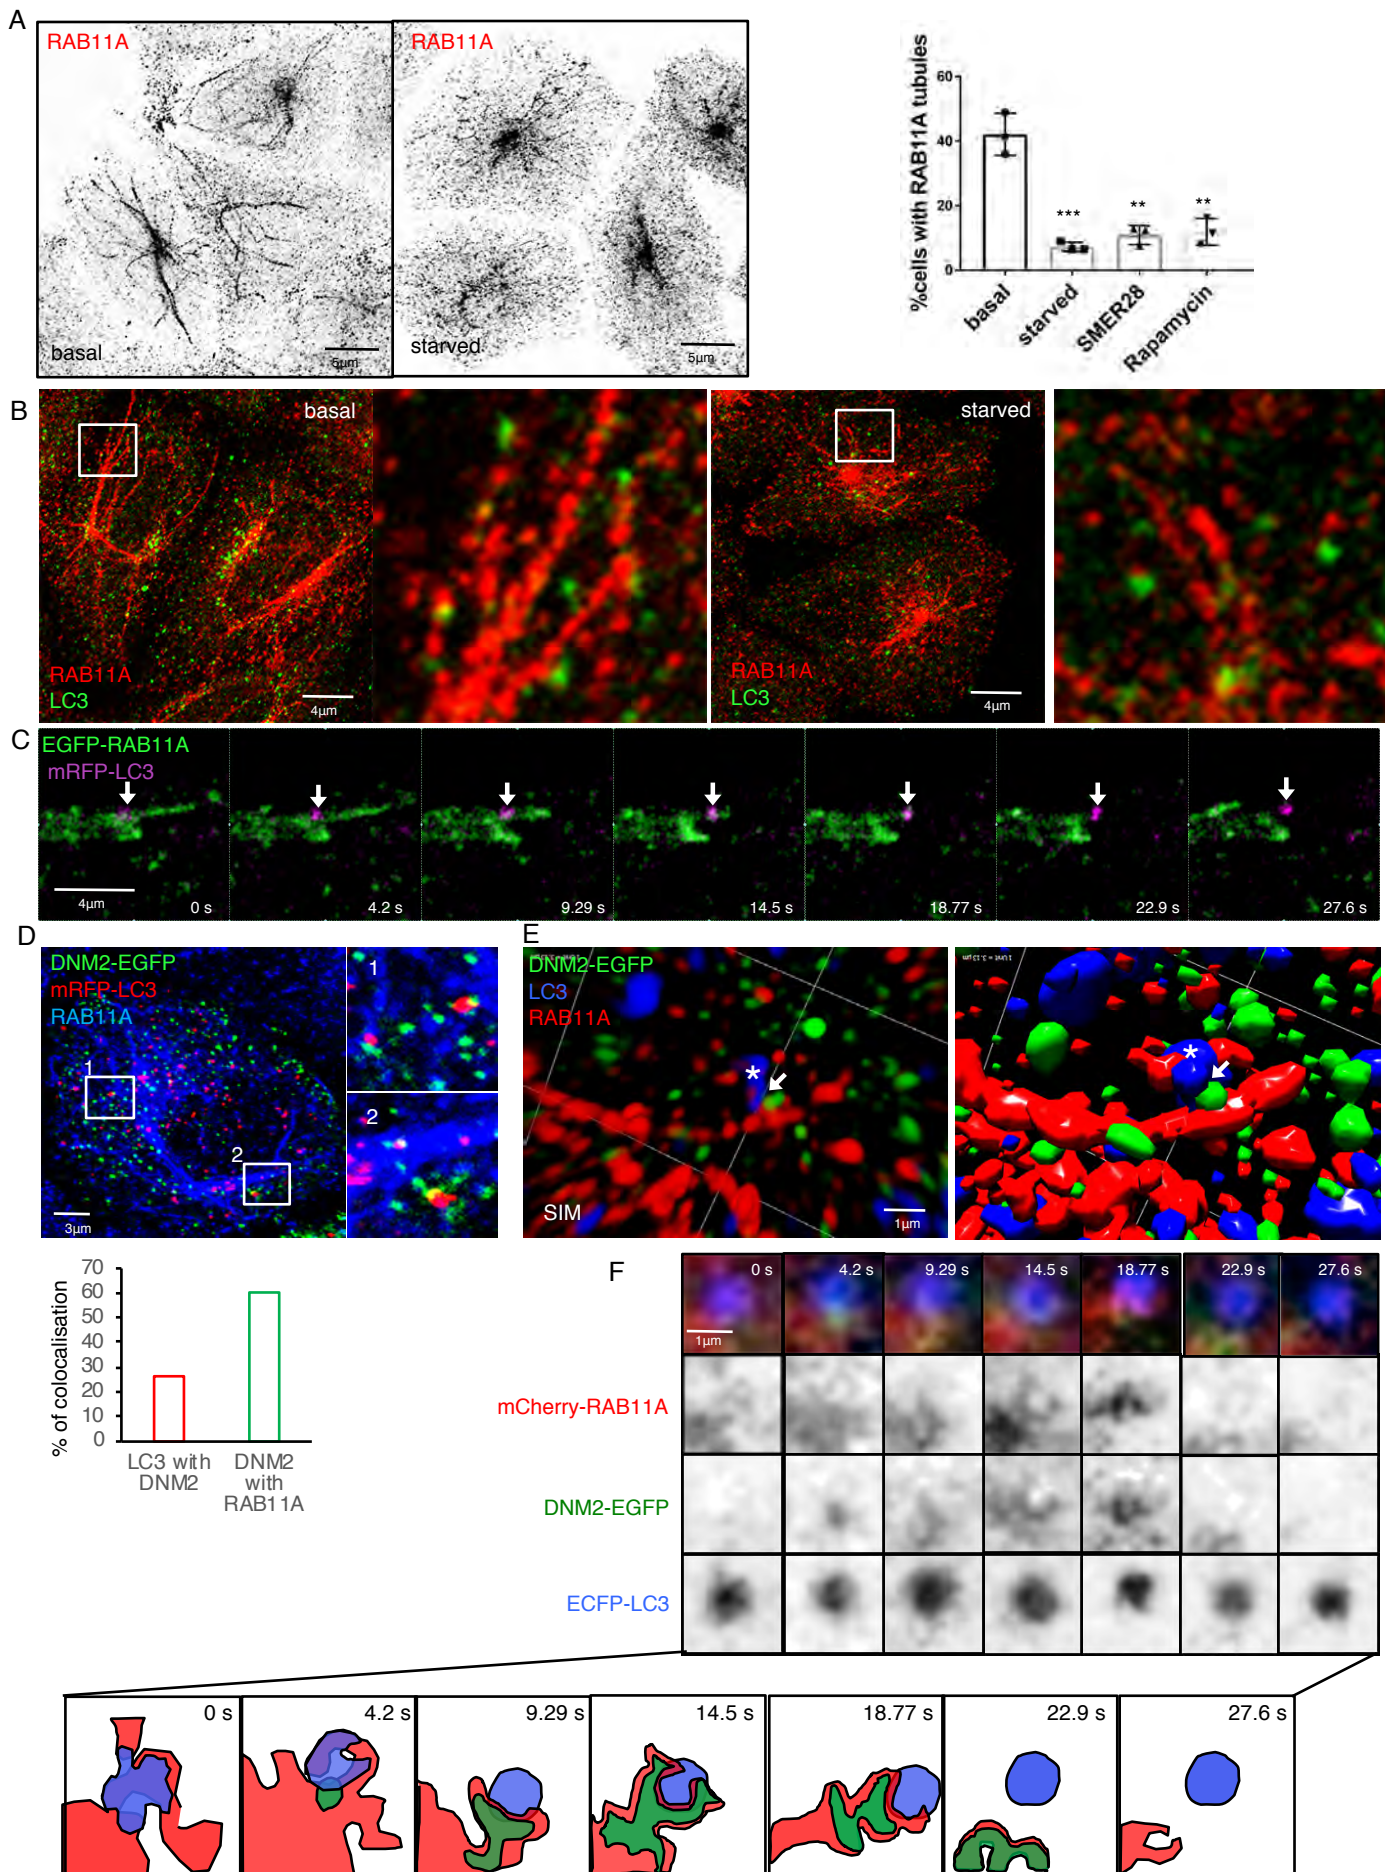 A
RAB11A
basal
5µm
RAB11A
starved
5µm
%cells with RAB11A tubules
60
40
20
0
***
**
**
basal
starved
SMER28
Rapamycin
B
basal
RAB11A
LC3
4µm
starved
RAB11A
LC3
4µm
C
EGFP-RAB11A
mRFP-LC3
4µm
0 s
4.2 s
9.29 s
14.5 s
18.77 s
22.9 s
27.6 s
D
DNM2-EGFP
mRFP-LC3
RAB11A
1
2
3µm
1
2
E
DNM2-EGFP
LC3
RAB11A
*
SIM
1µm
1 Unit = 3.13 µm
*
% of colocalisation
70
60
50
40
30
20
10
0
LC3 with
DNM2
DNM2
with
RAB11A
F
0 s
4.2 s
9.29 s
14.5 s
18.77 s
22.9 s
27.6 s
1µm
mCherry-RAB11A
DNM2-EGFP
ECFP-LC3
0 s
4.2 s
9.29 s
14.5 s
18.77 s
22.9 s
27.6 s